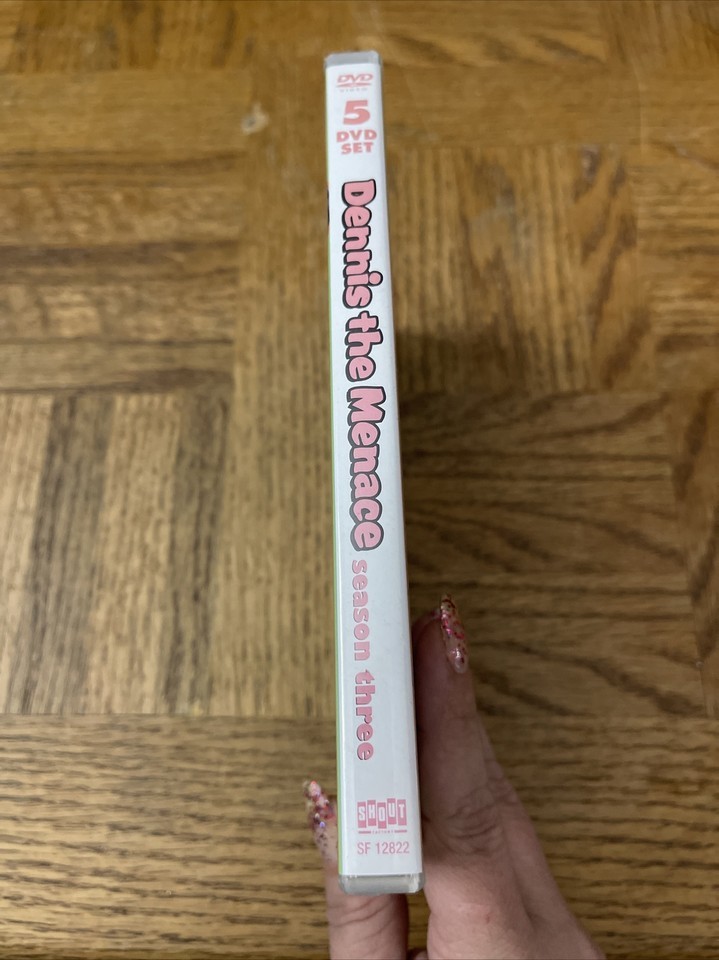 DVD
VIDEO
5
DVD
SET
Dennis the Menace season three
SHOUT
FACTORY
SF 12822